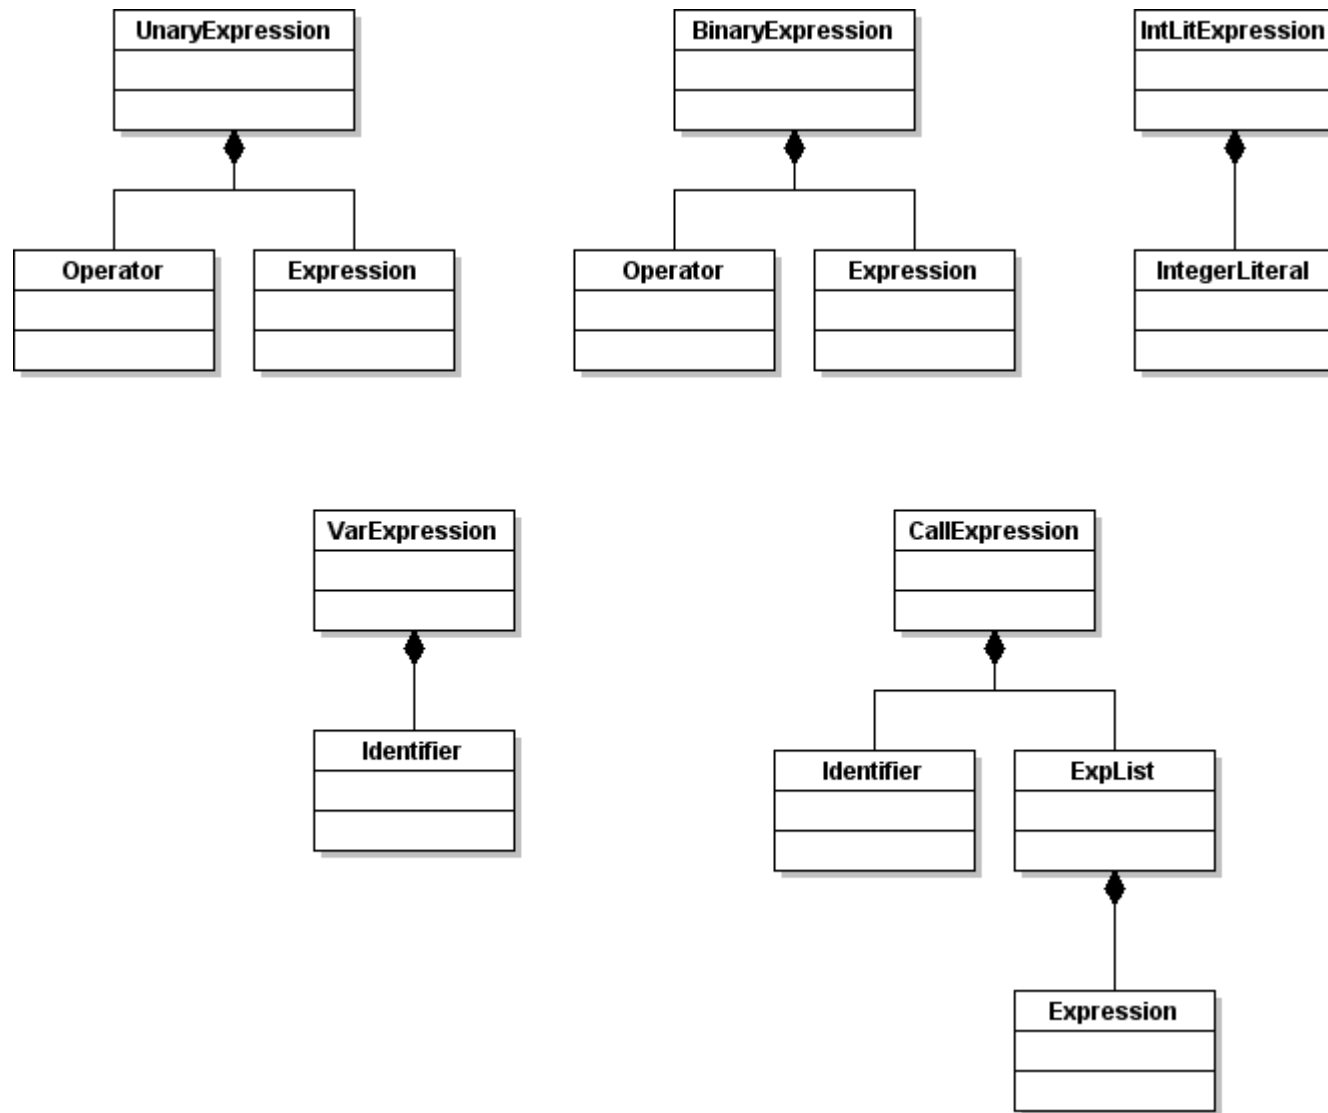 UnaryExpression
BinaryExpression
IntLitExpression
Operator
Expression
Operator
Expression
IntegerLiteral
VarExpression
CallExpression
Identifier
Identifier
ExpList
Expression